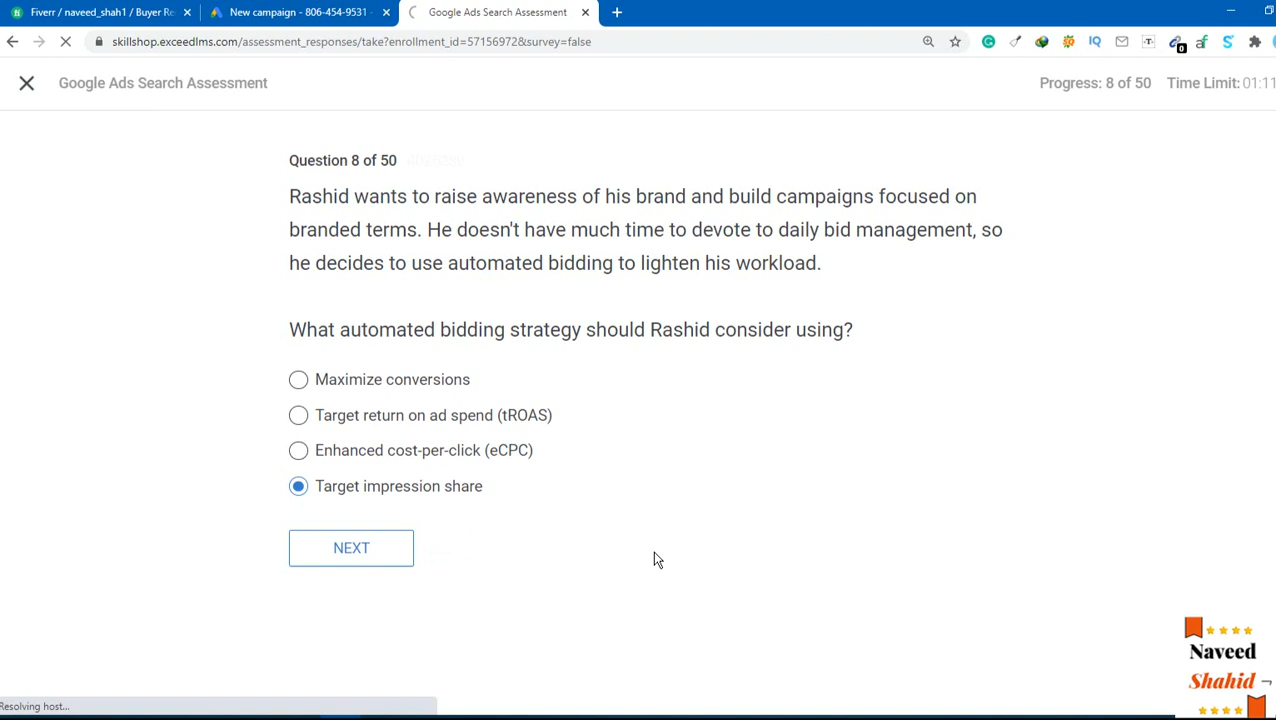 Fiverr / naveed_shah1 / Buyer Re
New campaign - 806-454-9531 -
Google Ads Search Assessment
skillshop.exceedlms.com/assessment_responses/take?enrollment_id=57156972&survey=false
Google Ads Search Assessment
Progress: 8 of 50
Time Limit: 01:11
Question 8 of 50
Rashid wants to raise awareness of his brand and build campaigns focused on
branded terms. He doesn't have much time to devote to daily bid management, so
he decides to use automated bidding to lighten his workload.
What automated bidding strategy should Rashid consider using?
Maximize conversions
Target return on ad spend (tROAS)
Enhanced cost-per-click (eCPC)
Target impression share
NEXT
Naveed
Shahid
Resolving host...